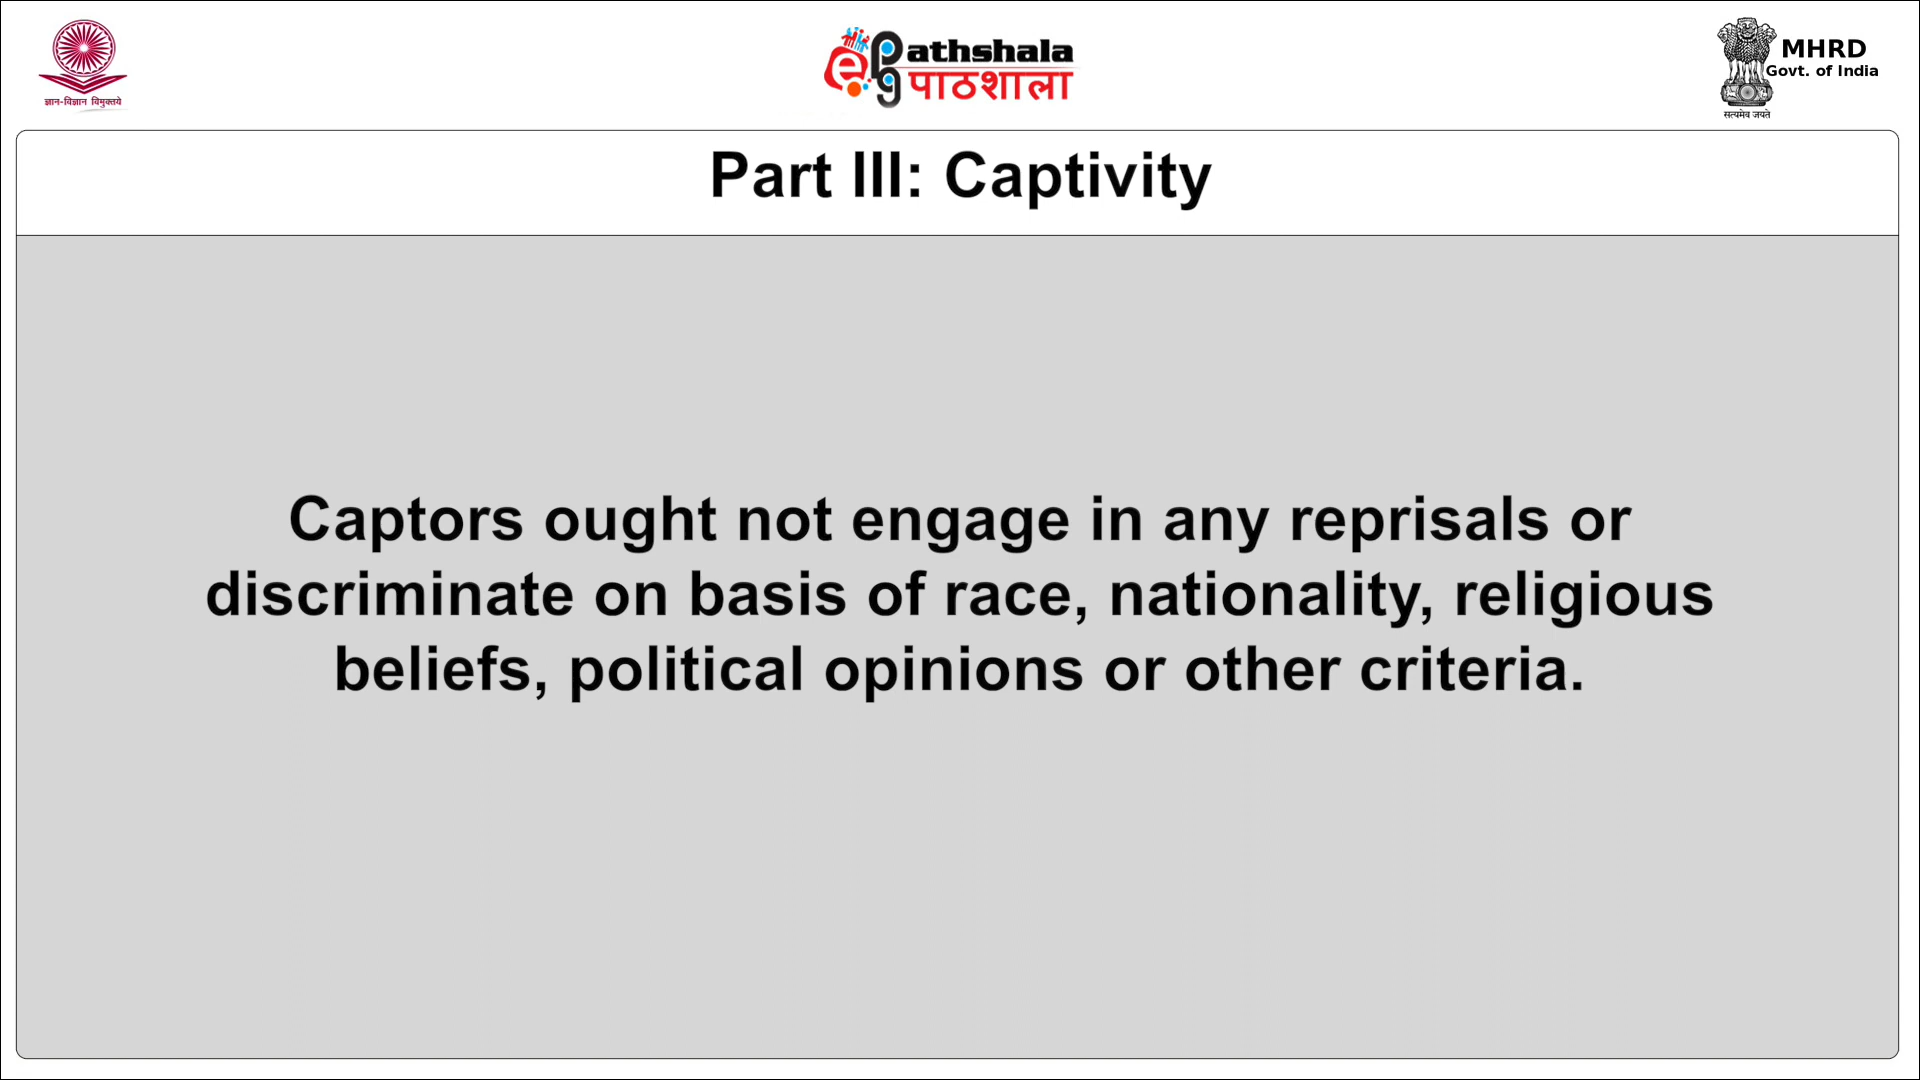 ज्ञान-विज्ञान विमुक्तये
ePG
athshala
पाठशाला
MHRD
Govt. of India
सत्यमेव जयते
Part III: Captivity
Captors ought not engage in any reprisals or
discriminate on basis of race, nationality, religious
beliefs, political opinions or other criteria.